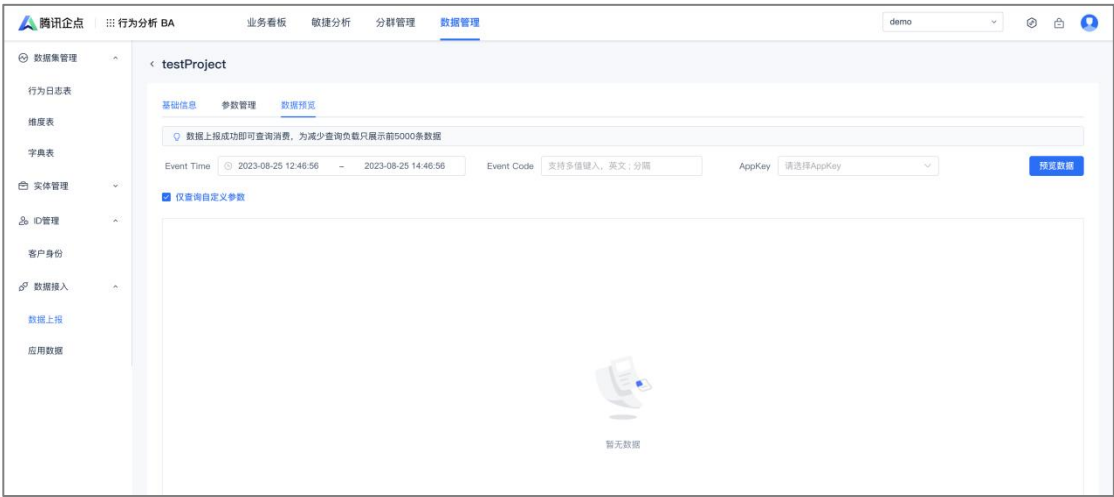 腾讯企点 行为分析 BA 业务看板 敏捷分析 分群管理 数据管理 demo
数据集管理
行为日志表
维度表
字典表
实体管理
ID管理
客户身份
数据接入
数据上报
应用数据
testProject
基础信息 参数管理 数据预览
数据上报成功即可查询消费，为减少查询负载只展示前5000条数据
Event Time 2023-08-25 12:46:56 ~ 2023-08-25 14:46:56 Event Code 支持多值键入，英文 ; 分隔 AppKey 请选择AppKey 预览数据
仅查询自定义参数
暂无数据